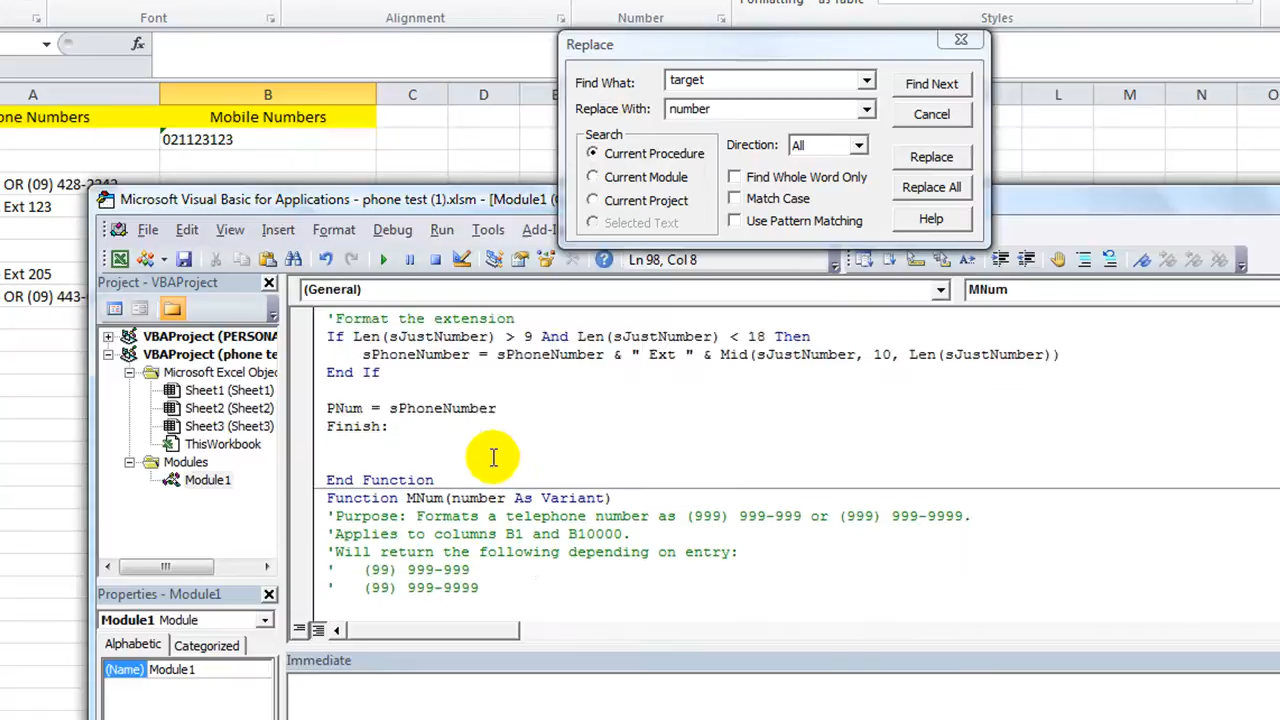 Font
Alignment
Number
Formatting as Table
Styles
fx
A B C D E L M N O
one Numbers
Mobile Numbers
021123123
OR (09) 428-2242
Ext 123
Ext 205
OR (09) 443-
Replace
Find What: target
Find Next
Replace With: number
Cancel
Search
Current Procedure
Current Module
Current Project
Selected Text
Direction: All
Find Whole Word Only
Match Case
Use Pattern Matching
Replace
Replace All
Help
Microsoft Visual Basic for Applications - phone test (1).xlsm - [Module1 (
File Edit View Insert Format Debug Run Tools Add-I
Ln 98, Col 8
Project - VBAProject
VBAProject (PERSONA
VBAProject (phone te
Microsoft Excel Objec
Sheet1 (Sheet1)
Sheet2 (Sheet2)
Sheet3 (Sheet3)
ThisWorkbook
Modules
Module1
Properties - Module1
Module1 Module
Alphabetic Categorized
(Name) Module1
(General)
MNum
'Format the extension
If Len(sJustNumber) > 9 And Len(sJustNumber) < 18 Then
sPhoneNumber = sPhoneNumber & " Ext " & Mid(sJustNumber, 10, Len(sJustNumber))
End If
PNum = sPhoneNumber
Finish:
End Function
Function MNum(number As Variant)
'Purpose: Formats a telephone number as (999) 999-999 or (999) 999-9999.
'Applies to columns B1 and B10000.
'Will return the following depending on entry:
' (99) 999-999
' (99) 999-9999
Immediate